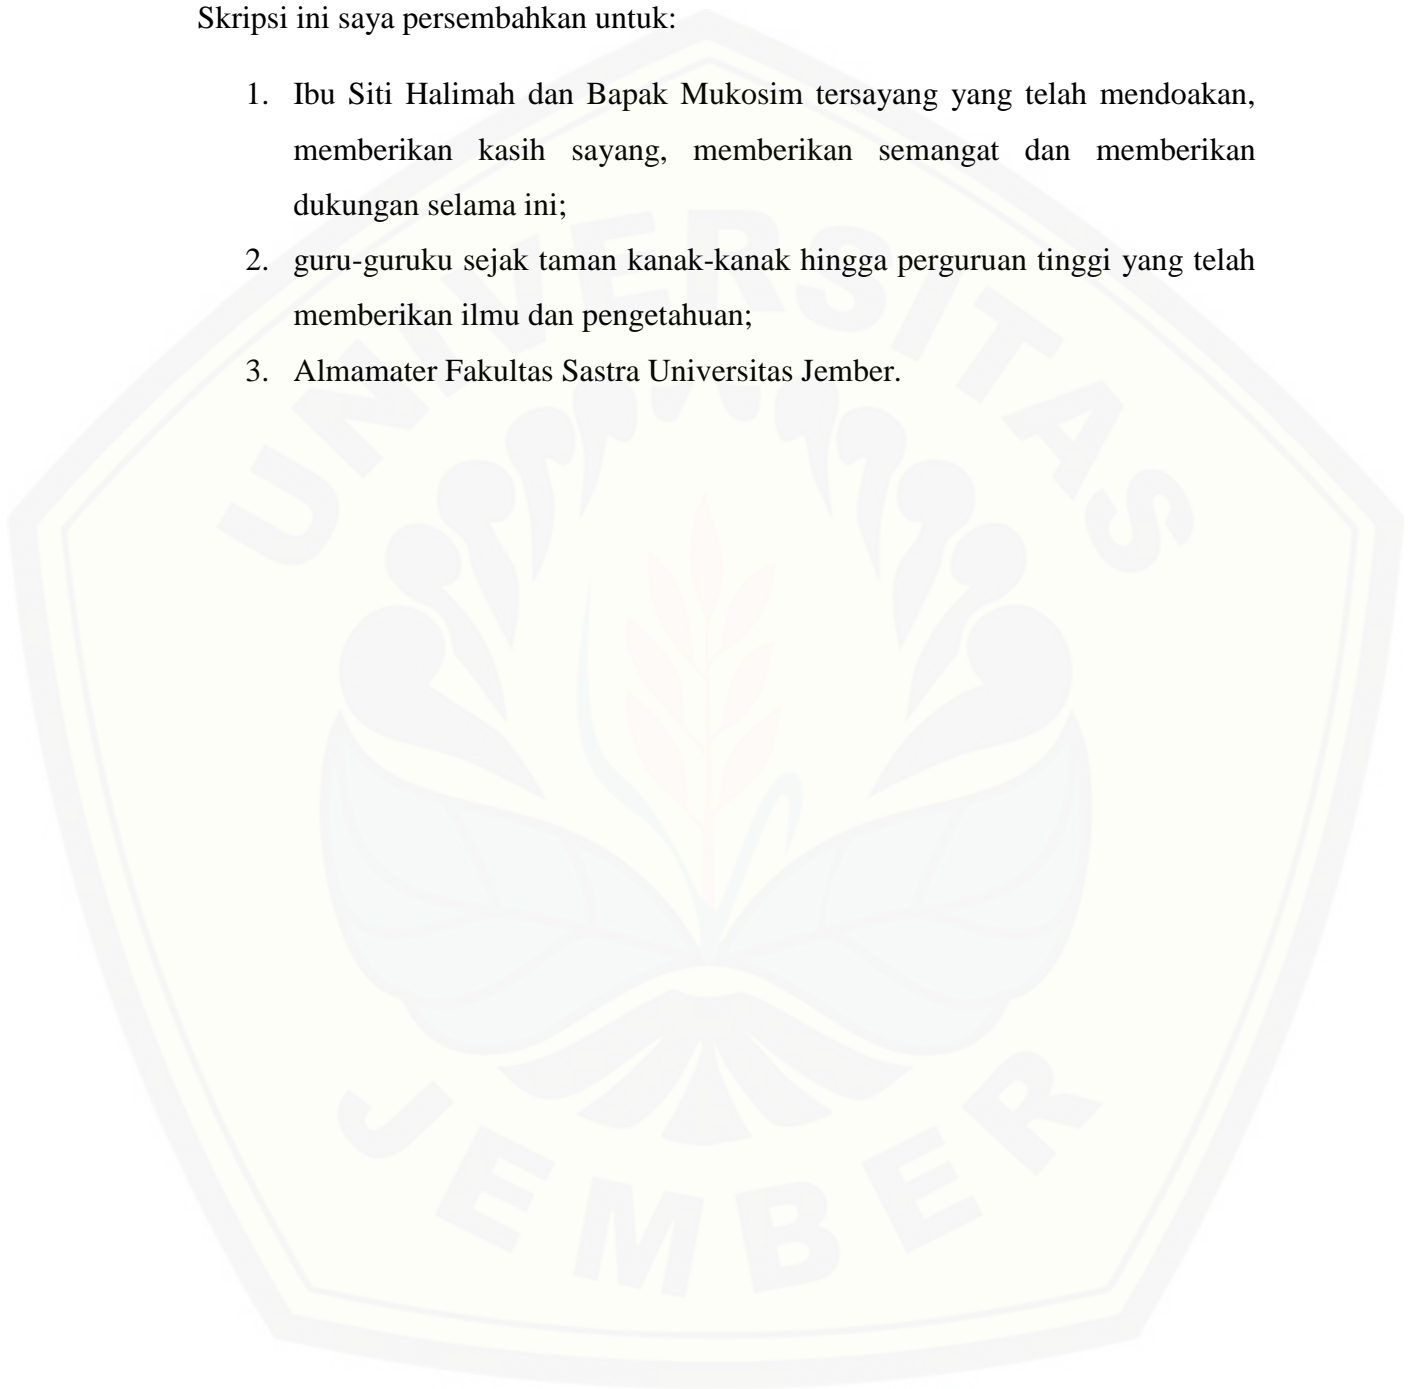 Skripsi ini saya persembahkan untuk:
1. Ibu Siti Halimah dan Bapak Mukosim tersayang yang telah mendoakan,
memberikan kasih sayang, memberikan semangat dan memberikan
dukungan selama ini;
2. guru-guruku sejak taman kanak-kanak hingga perguruan tinggi yang telah
memberikan ilmu dan pengetahuan;
3. Almamater Fakultas Sastra Universitas Jember.
UNIVERSITAS
JEMBER